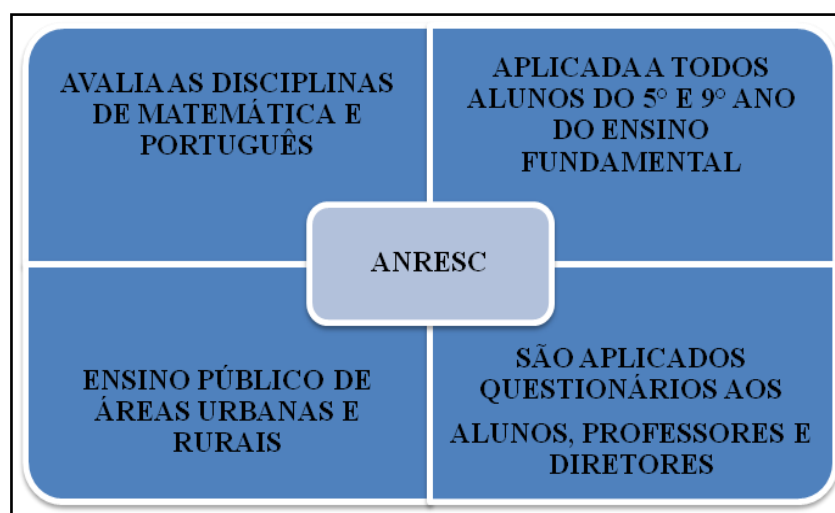 AVALIA AS DISCIPLINAS
DE MATEMÁTICA E
PORTUGUÊS
APLICADA A TODOS
ALUNOS DO 5° E 9° ANO
DO ENSINO
FUNDAMENTAL
ANRESC
ENSINO PÚBLICO DE
ÁREAS URBANAS E
RURAIS
SÃO APLICADOS
QUESTIONÁRIOS AOS
ALUNOS, PROFESSORES E
DIRETORES